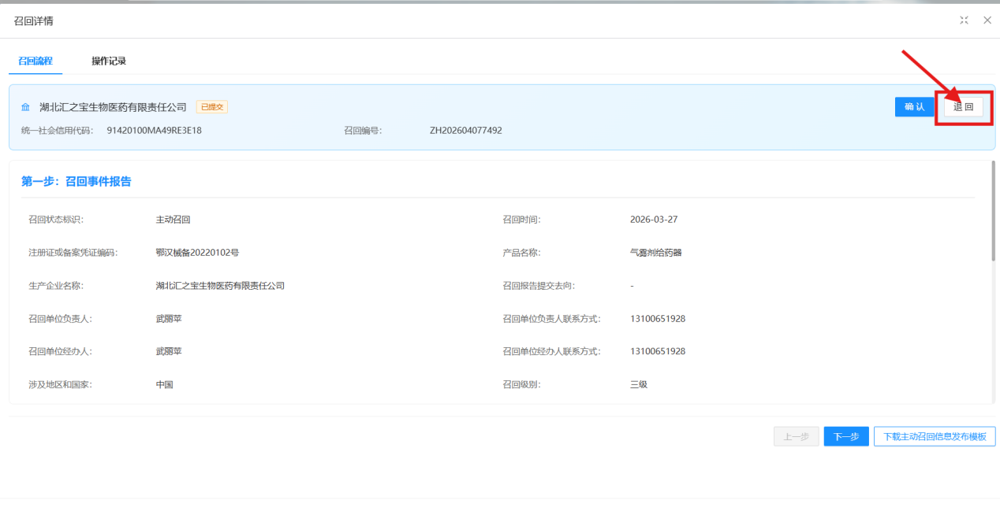 召回详情
召回流程 操作记录
湖北汇之宝生物医药有限责任公司 已提交 确认 退回
统一社会信用代码: 91420100MA49RE3E18 召回编号: ZH202604077492
第一步：召回事件报告
召回状态标识: 主动召回 召回时间: 2026-03-27
注册证或备案凭证编码: 鄂汉械备20220102号 产品名称: 气雾剂给药器
生产企业名称: 湖北汇之宝生物医药有限责任公司 召回报告提交去向: -
召回单位负责人: 武丽苹 召回单位负责人联系方式: 13100651928
召回单位经办人: 武丽苹 召回单位经办人联系方式: 13100651928
涉及地区和国家: 中国 召回级别: 三级
上一步 下一步 下载主动召回信息发布模板